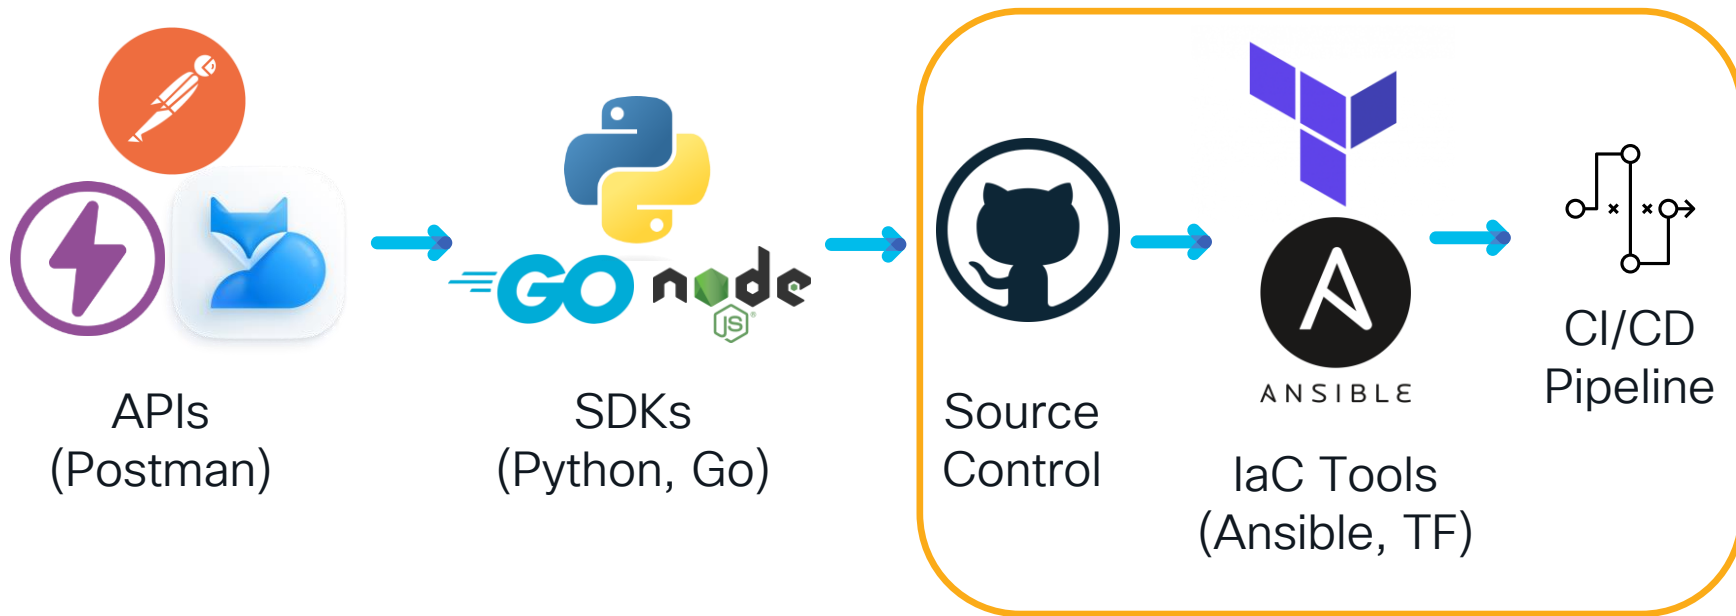 APIs
(Postman)
GO
node
JS
SDKs
(Python, Go)
Source
Control
ANSIBLE
IaC Tools
(Ansible, TF)
CI/CD
Pipeline